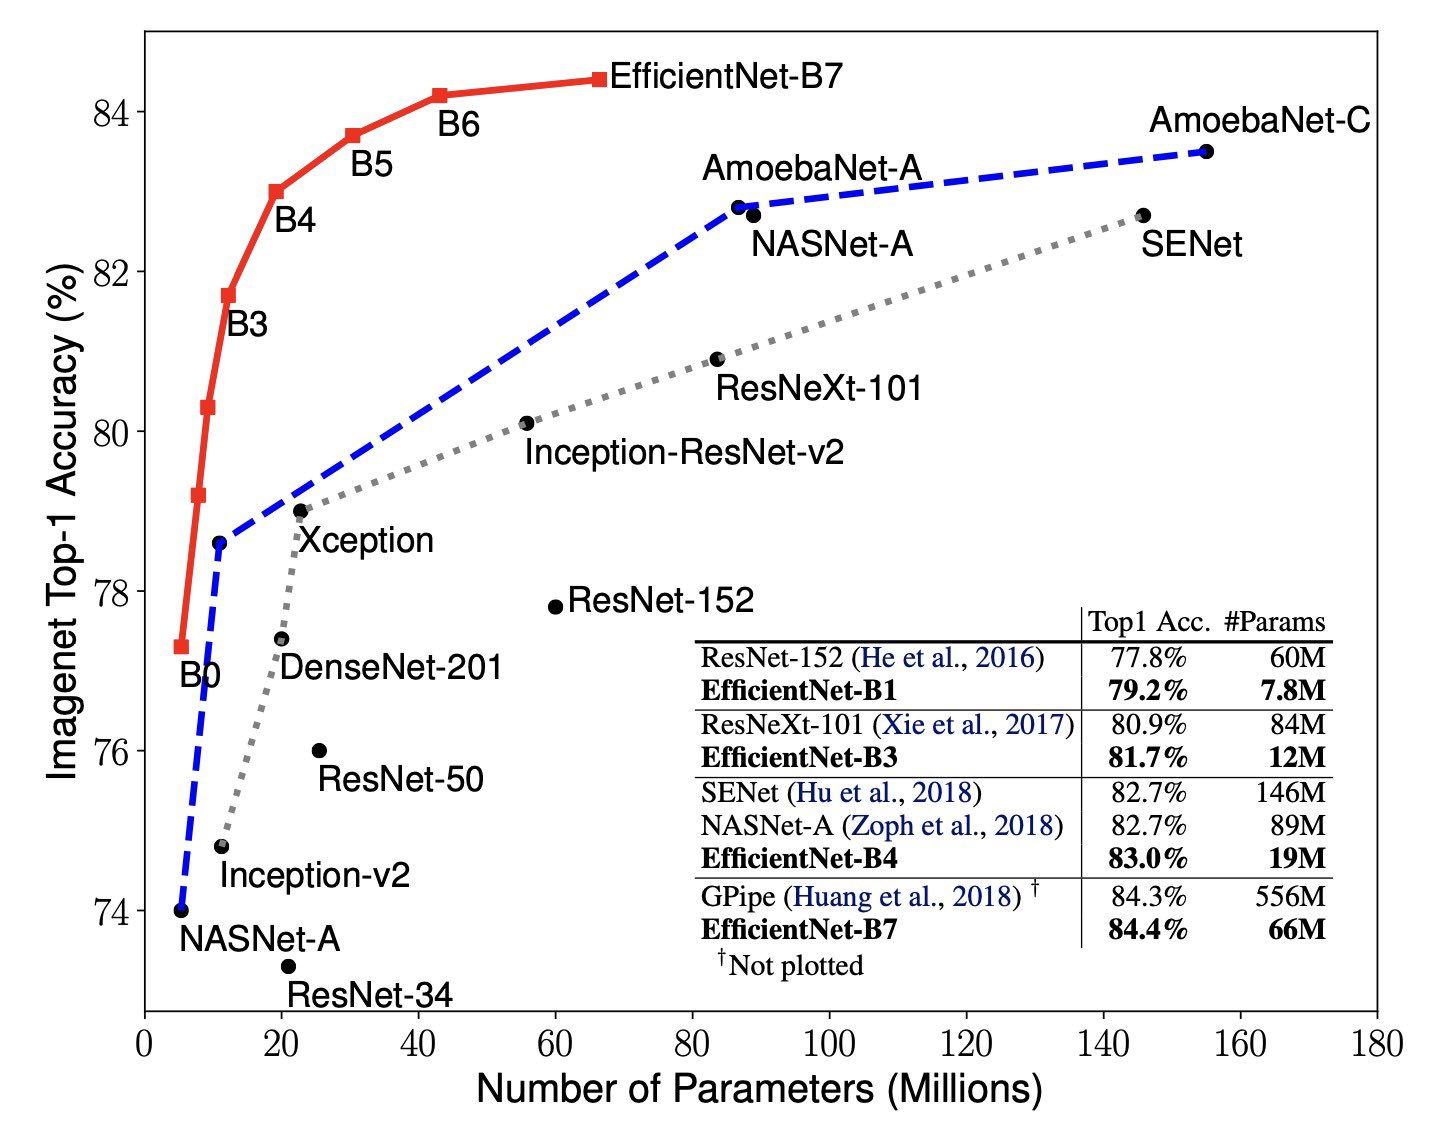 EfficientNet-B7
84
AmoebaNet-C
B6
B5
AmoebaNet-A
B4
NASNet-A
SENet
82
B3
ResNeXt-101
80
Inception-ResNet-v2
Xception
78
ResNet-152
B0
DenseNet-201
76
ResNet-50
Inception-v2
74
NASNet-A
ResNet-34
Imagenet Top-1 Accuracy (%)
Top1 Acc. #Params
ResNet-152 (He et al., 2016) 77.8% 60M
EfficientNet-B1 79.2% 7.8M
ResNeXt-101 (Xie et al., 2017) 80.9% 84M
EfficientNet-B3 81.7% 12M
SENet (Hu et al., 2018) 82.7% 146M
NASNet-A (Zoph et al., 2018) 82.7% 89M
EfficientNet-B4 83.0% 19M
GPipe (Huang et al., 2018) † 84.3% 556M
EfficientNet-B7 84.4% 66M
†Not plotted
0 20 40 60 80 100 120 140 160 180
Number of Parameters (Millions)